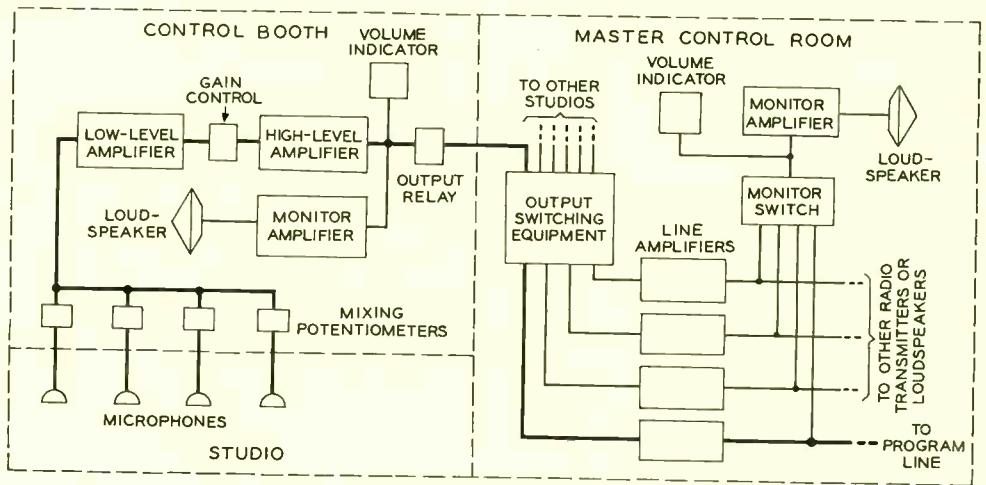 CONTROL BOOTH
VOLUME
INDICATOR
GAIN
CONTROL
LOW-LEVEL
AMPLIFIER
HIGH-LEVEL
AMPLIFIER
OUTPUT
RELAY
LOUD-
SPEAKER
MONITOR
AMPLIFIER
MIXING
POTENTIOMETERS
MICROPHONES
STUDIO
MASTER CONTROL ROOM
VOLUME
INDICATOR
TO OTHER
STUDIOS
MONITOR
AMPLIFIER
LOUD-
SPEAKER
OUTPUT
SWITCHING
EQUIPMENT
MONITOR
SWITCH
LINE
AMPLIFIERS
TO OTHER RADIO
TRANSMITTERS OR
LOUDSPEAKERS
TO
PROGRAM
LINE